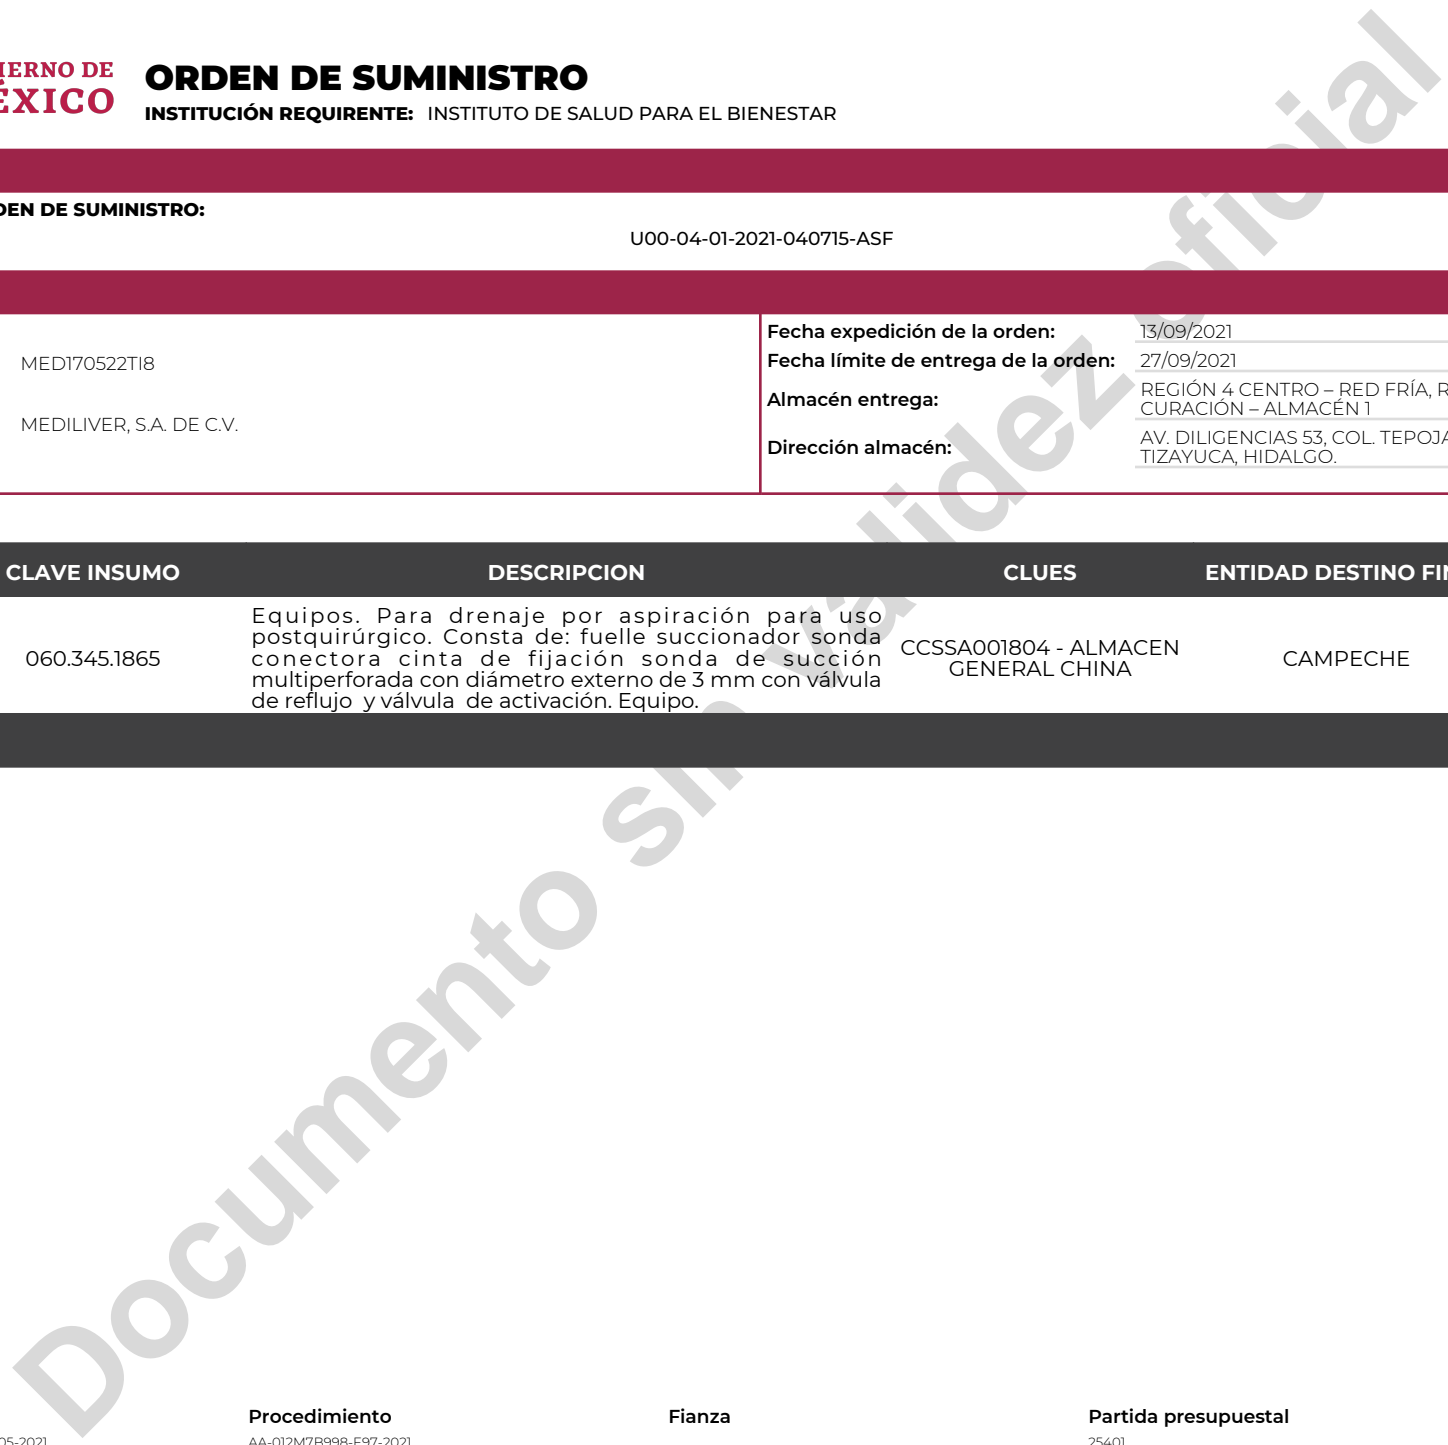 ORDEN DE SUMINISTRO
INSTITUCIÓN REQUIRENTE: INSTITUTO DE SALUD PARA EL BIENESTAR
DE SUMINISTRO:
U00-04-01-2021-040715-ASF
MED170522TI8
MEDILIVER, S.A. DE C.V.
Fecha expedición de la orden: 13/09/2021
Fecha límite de entrega de la orden: 27/09/2021
Almacén entrega: REGIÓN 4 CENTRO – RED FRÍA,
CURACIÓN – ALMACÉN 1
Dirección almacén: AV. DILIGENCIAS 53, COL.
TIZAYUCA, HIDALGO.
CLAVE INSUMO DESCRIPCION CLUES ENTIDAD DESTINO
060.345.1865
Equipos. Para drenaje por aspiración para uso
postquirúrgico. Consta de: fuelle succionador sonda
conectora cinta de fijación sonda de succión
multiperforada con diámetro externo de 3 mm con válvula
de reflujo y válvula de activación. Equipo.
CCSSA001804 - ALMACEN
GENERAL CHINA
CAMPECHE
Documento sin validez oficial
Procedimiento Fianza Partida presupuestal
AA-012M7B998-E97-2021 25401